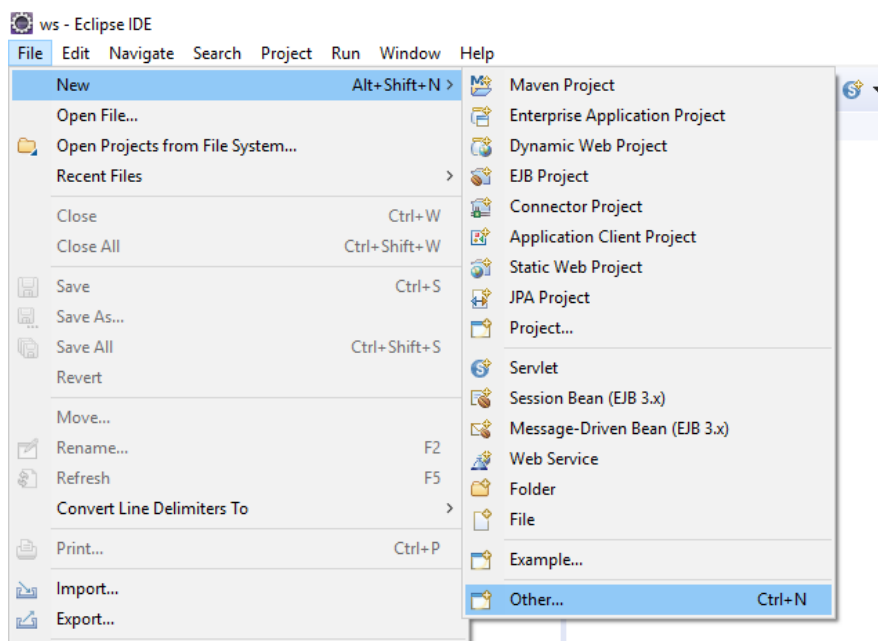 ws - Eclipse IDE
File Edit Navigate Search Project Run Window Help
New Alt+Shift+N >
Open File...
Open Projects from File System...
Recent Files >
Close Ctrl+W
Close All Ctrl+Shift+W
Save Ctrl+S
Save As...
Save All Ctrl+Shift+S
Revert
Move...
Rename... F2
Refresh F5
Convert Line Delimiters To >
Print... Ctrl+P
Import...
Export...
Maven Project
Enterprise Application Project
Dynamic Web Project
EJB Project
Connector Project
Application Client Project
Static Web Project
JPA Project
Project...
Servlet
Session Bean (EJB 3.x)
Message-Driven Bean (EJB 3.x)
Web Service
Folder
File
Example...
Other... Ctrl+N